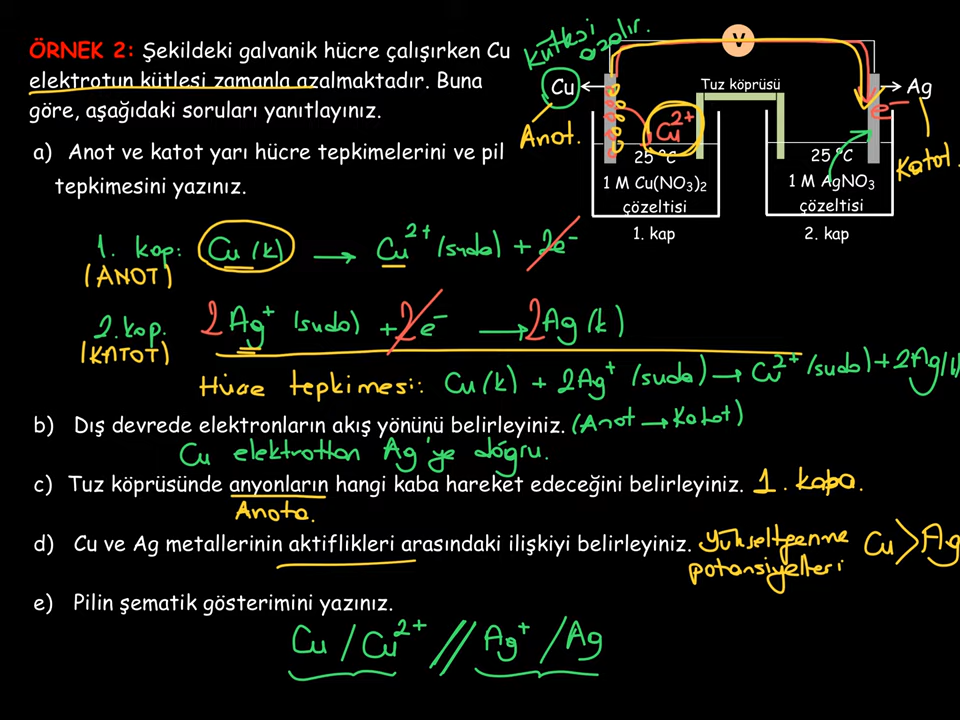 ÖRNEK 2: Şekildeki galvanik hücre çalışırken Cu
elektrotun kütlesi zamanla azalmaktadır. Buna
göre, aşağıdaki soruları yanıtlayınız.
kütlesi azalır.
V
Cu
Tuz köprüsü
Ag
Anot.
Cu2+
e-
Katot.
25 °C
1 M Cu(NO3)2
çözeltisi
1. kap
25 °C
1 M AgNO3
çözeltisi
2. kap
a) Anot ve katot yarı hücre tepkimelerini ve pil
tepkimesini yazınız.
1. kap: Cu (k) → Cu2+ (suda) + 2e-
(ANOT)
2. kap. 2Ag+ (suda) + 2e- → 2Ag (k)
(KATOT)
Hücre tepkimesi: Cu (k) + 2Ag+ (suda) → Cu2+ (suda) + 2Ag (k)
b) Dış devrede elektronların akış yönünü belirleyiniz. (Anot → Katot)
Cu elektrottan Ag'ye doğru.
c) Tuz köprüsünde anyonların hangi kaba hareket edeceğini belirleyiniz. 1. kaba.
Anota.
d) Cu ve Ag metallerinin aktiflikleri arasındaki ilişkiyi belirleyiniz. yükseltgenme Cu > Ag
potansiyelleri
e) Pilin şematik gösterimini yazınız.
Cu / Cu2+ // Ag+ / Ag